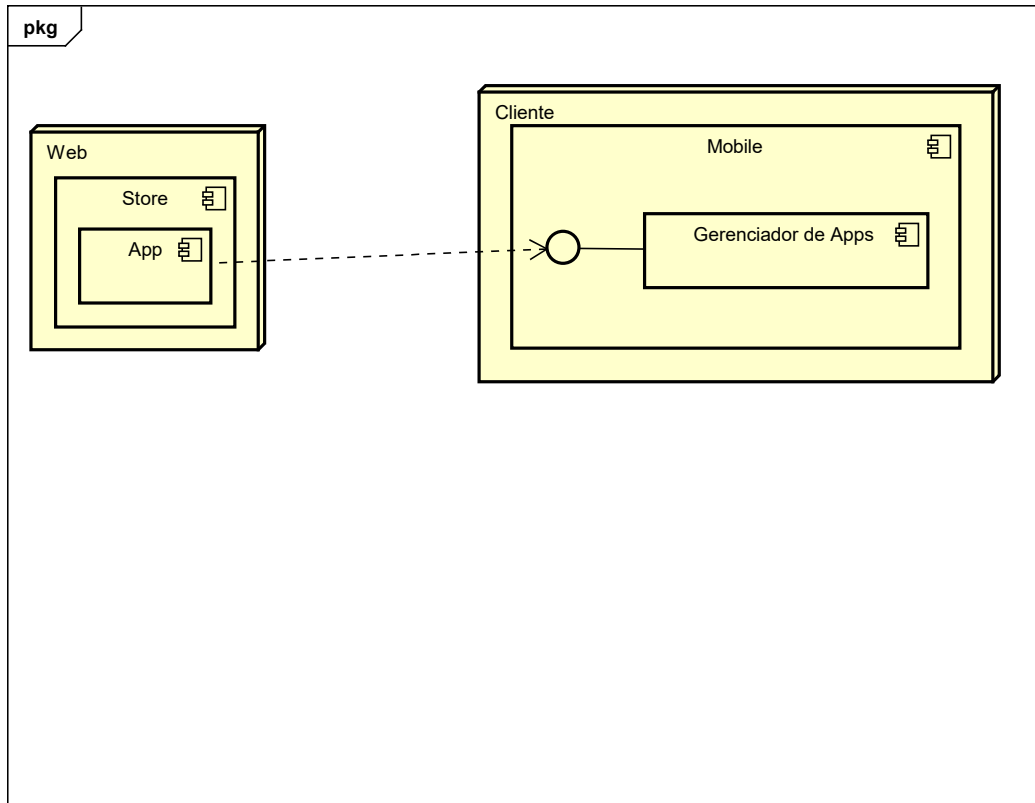 pkg
Web
Store
App
Cliente
Mobile
Gerenciador de Apps